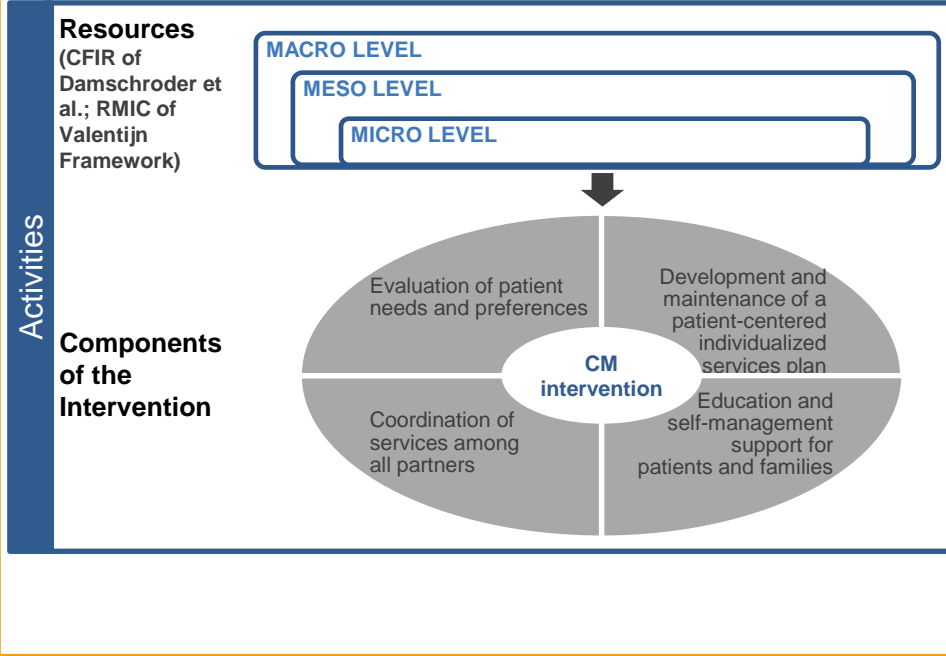 Activities
Resources
(CFIR of
Damschroder et
al.; RMIC of
Valentijn
Framework)
MACRO LEVEL
MESO LEVEL
MICRO LEVEL
Components
of the
Intervention
Evaluation of patient
needs and preferences
Development and
maintenance of a
patient-centered
individualized
services plan
CM
intervention
Coordination of
services among
all partners
Education and
self-management
support for
patients and families